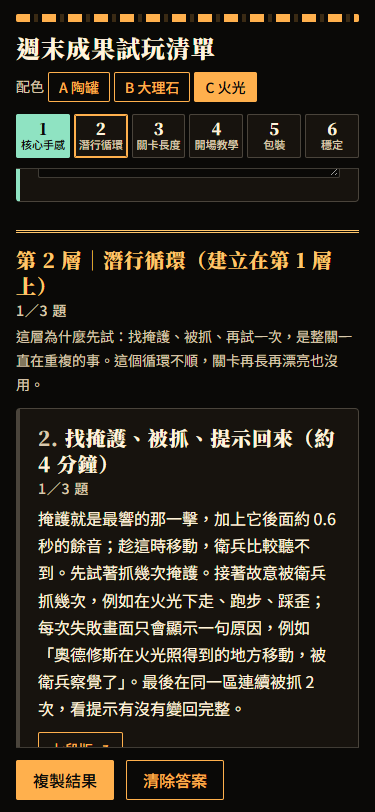 週末成果試玩清單
配色 A 陶罐 B 大理石 C 火光
1 2 3 4 5 6
核心手感 潛行循環 關卡長度 開場教學 包裝 穩定
第 2 層｜潛行循環（建立在第 1 層
上）
1／3 題
這層為什麼先試：找掩護、被抓、再試一次，是整關一
直在重複的事。這個循環不順，關卡再長再漂亮也沒
用。
2. 找掩護、被抓、提示回來（約
4 分鐘）
1／3 題
掩護就是最響的那一擊，加上它後面約 0.6
秒的餘音；趁這時移動，衛兵比較聽不
到。先試著抓幾次掩護。接著故意被衛兵
抓幾次，例如在火光下走、跑步、踩歪；
每次失敗畫面只會顯示一句原因，例如
「奧德修斯在火光照得到的地方移動，被
衛兵察覺了」。最後在同一區連續被抓 2
次，看提示有沒有變回完整。
複製結果 清除答案